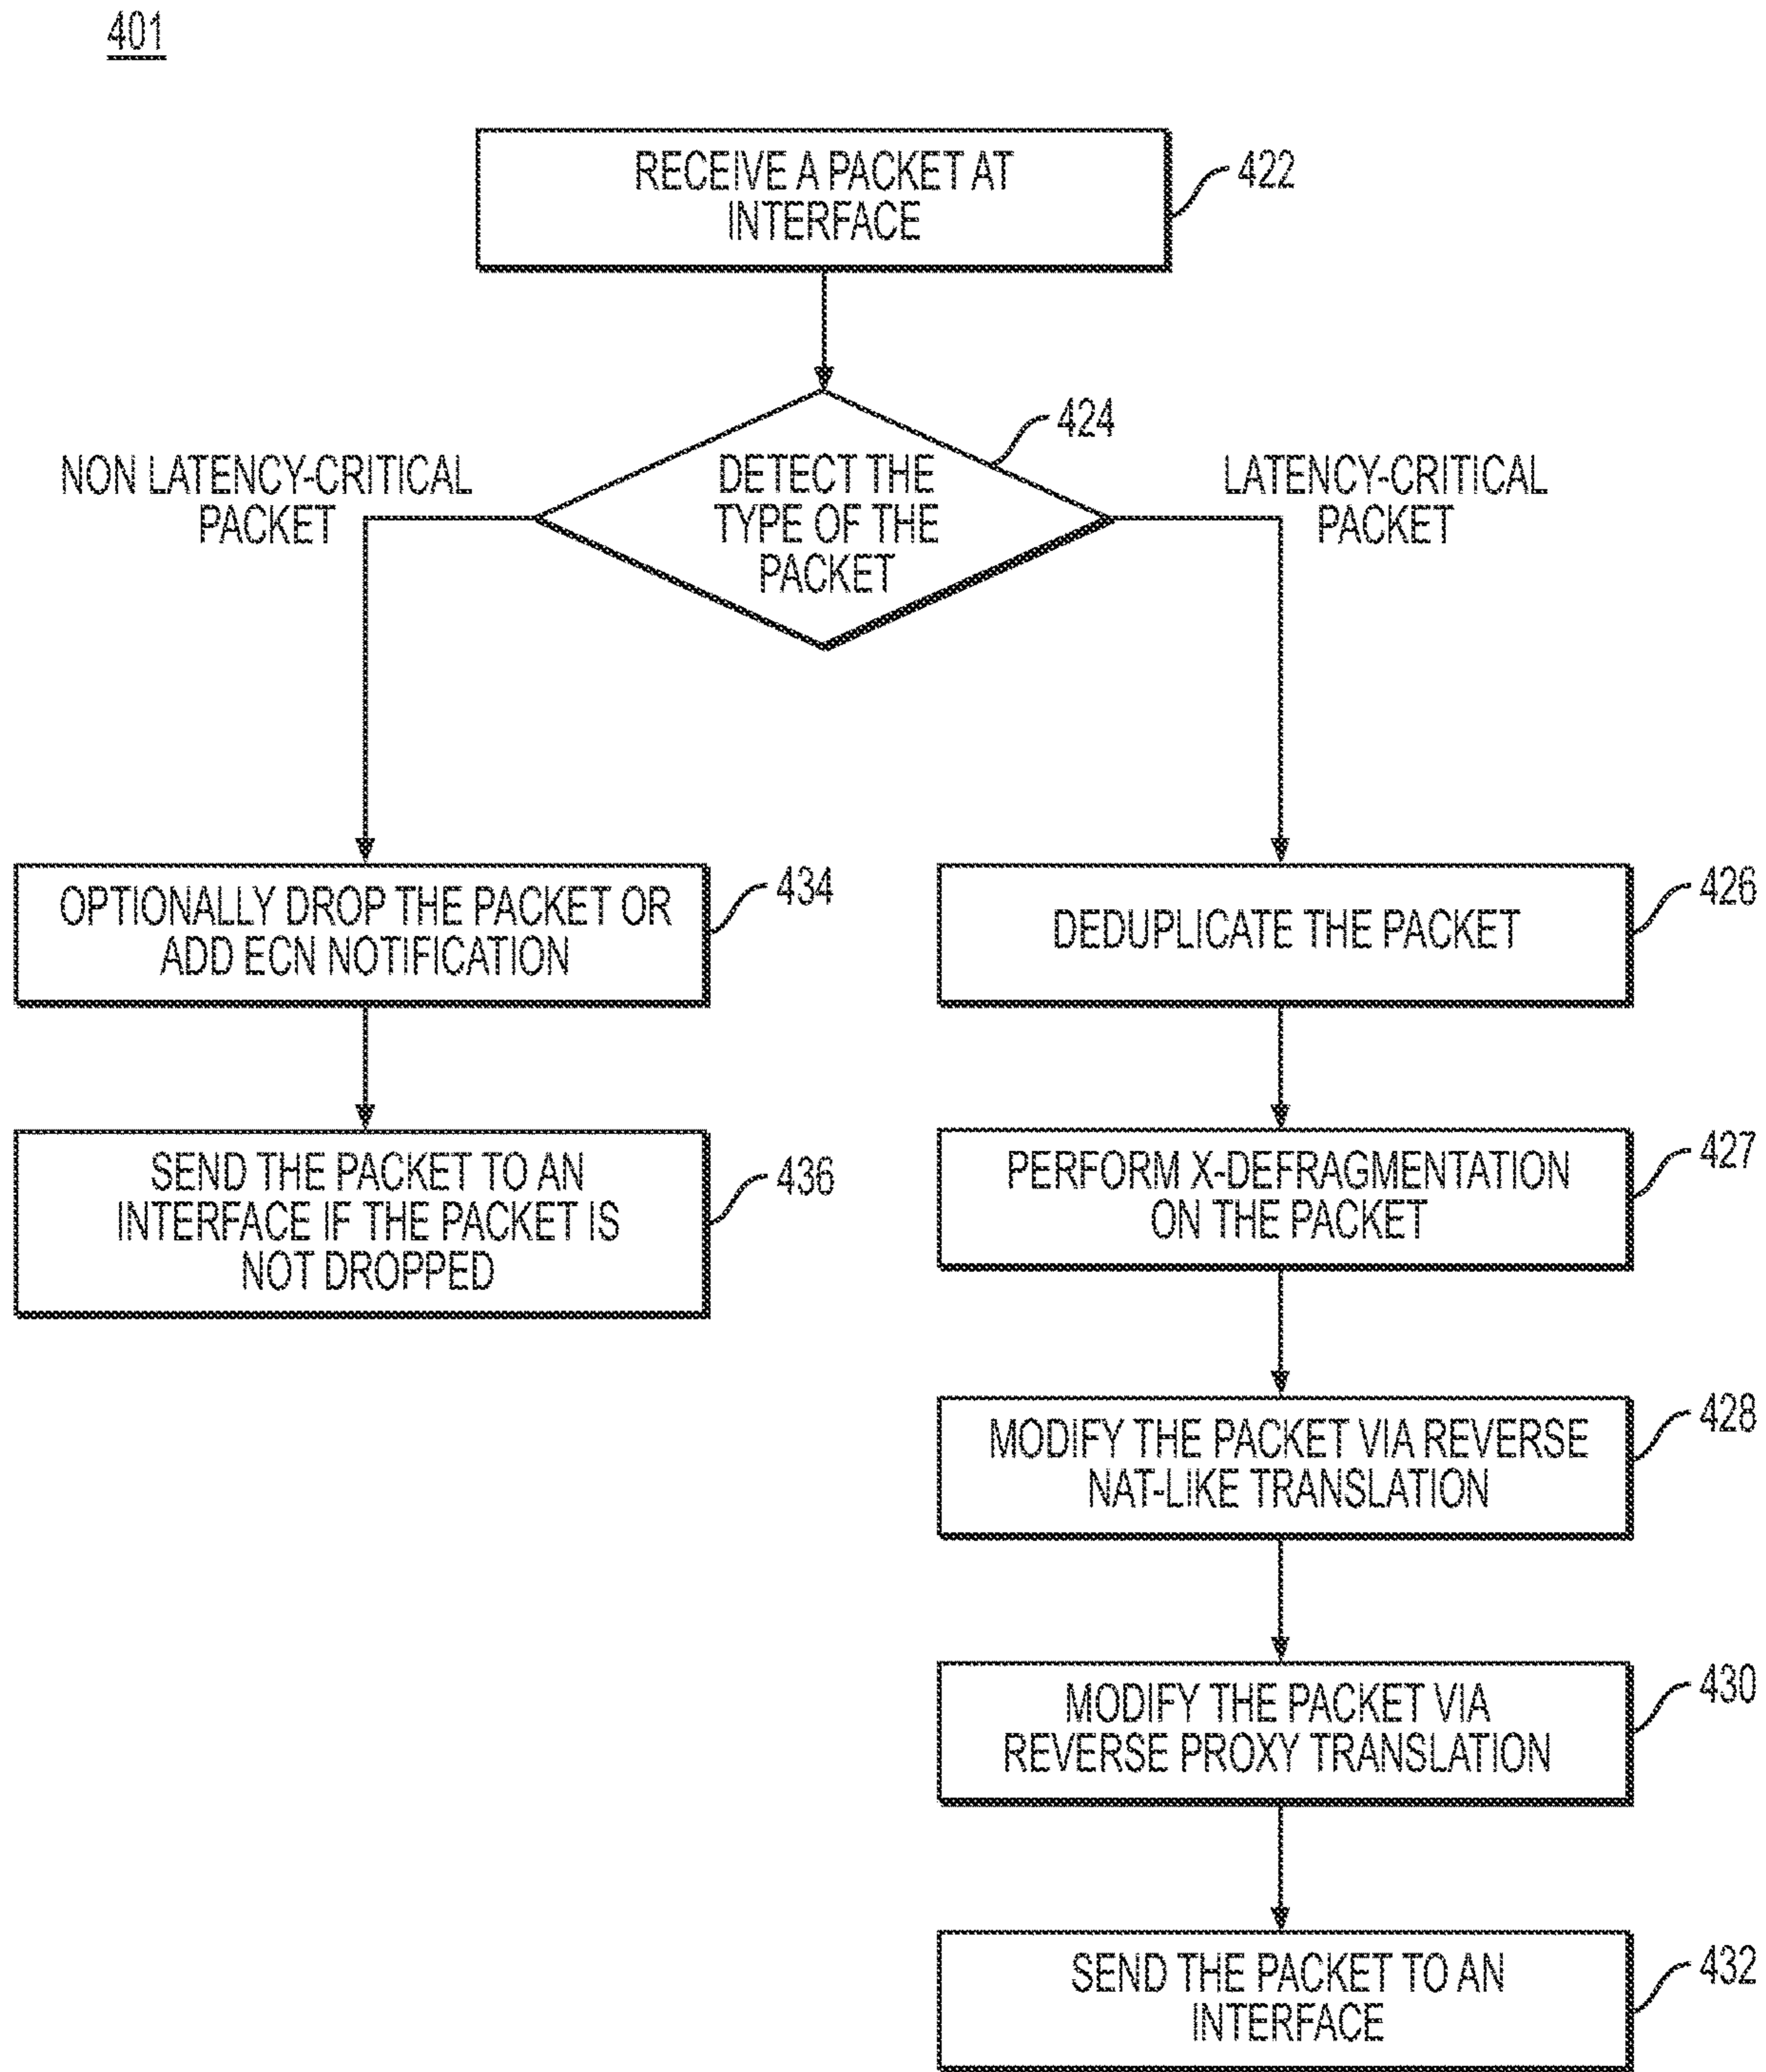 401
RECEIVE A PACKET AT
INTERFACE
422
424
DETECT THE
TYPE OF THE
PACKET
NON LATENCY-CRITICAL
PACKET
LATENCY-CRITICAL
PACKET
OPTIONALLY DROP THE PACKET OR
ADD ECN NOTIFICATION
434
DEDUPLICATE THE PACKET
426
SEND THE PACKET TO AN
INTERFACE IF THE PACKET IS
NOT DROPPED
436
PERFORM X-DEFRAGMENTATION
ON THE PACKET
427
MODIFY THE PACKET VIA REVERSE
NAT-LIKE TRANSLATION
428
MODIFY THE PACKET VIA
REVERSE PROXY TRANSLATION
430
SEND THE PACKET TO AN
INTERFACE
432